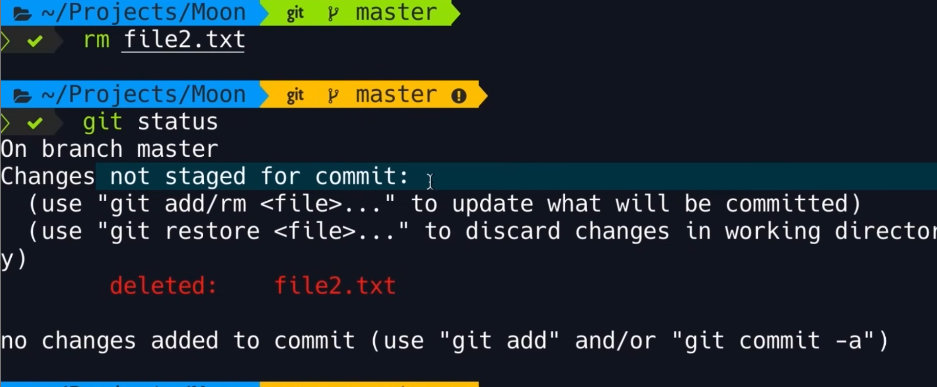 ~/Projects/Moon git master
rm file2.txt
~/Projects/Moon git master
git status
On branch master
Changes not staged for commit:
(use "git add/rm <file>..." to update what will be committed)
(use "git restore <file>..." to discard changes in working director
y)
deleted: file2.txt
no changes added to commit (use "git add" and/or "git commit -a")